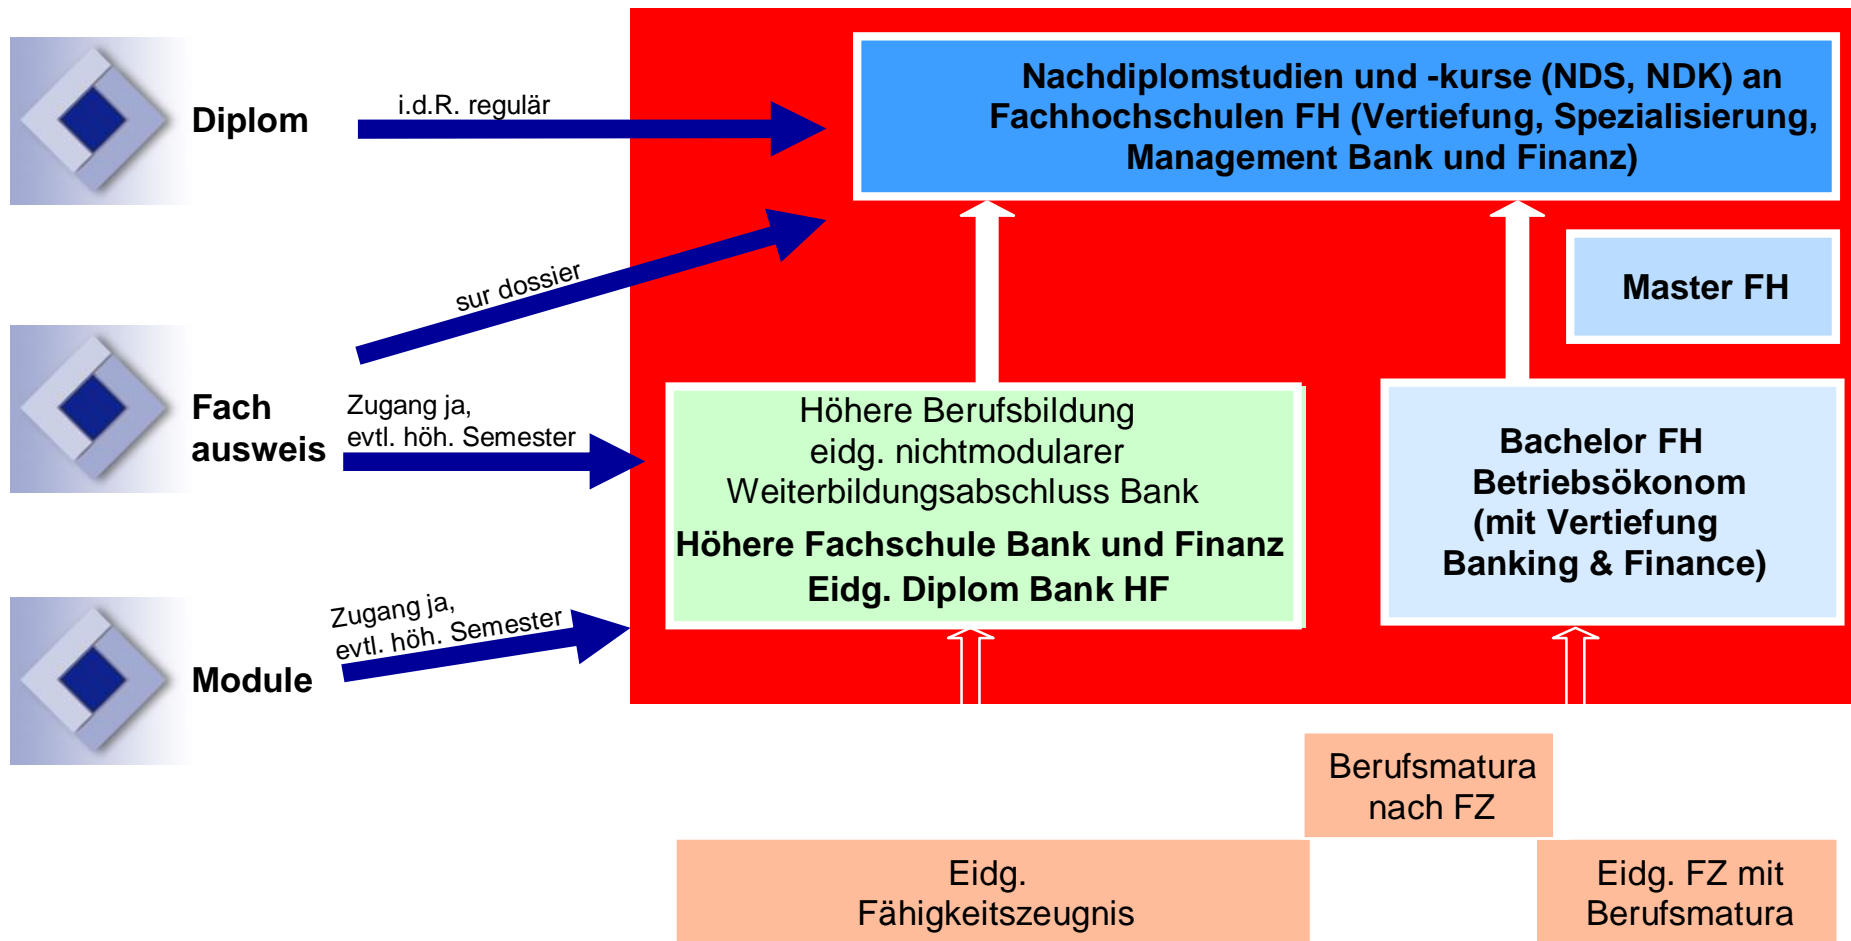 Diplom
i.d.R. regulär
Nachdiplomstudien und -kurse (NDS, NDK) an
Fachhochschulen FH (Vertiefung, Spezialisierung,
Management Bank und Finanz)
sur dossier
Master FH
Fach
ausweis
Zugang ja,
evtl. höh. Semester
Höhere Berufsbildung
eidg. nichtmodularer
Weiterbildungsabschluss Bank
Höhere Fachschule Bank und Finanz
Eidg. Diplom Bank HF
Bachelor FH
Betriebsökonom
(mit Vertiefung
Banking & Finance)
Module
Zugang ja,
evtl. höh. Semester
Berufsmatura
nach FZ
Eidg.
Fähigkeitszeugnis
Eidg. FZ mit
Berufsmatura